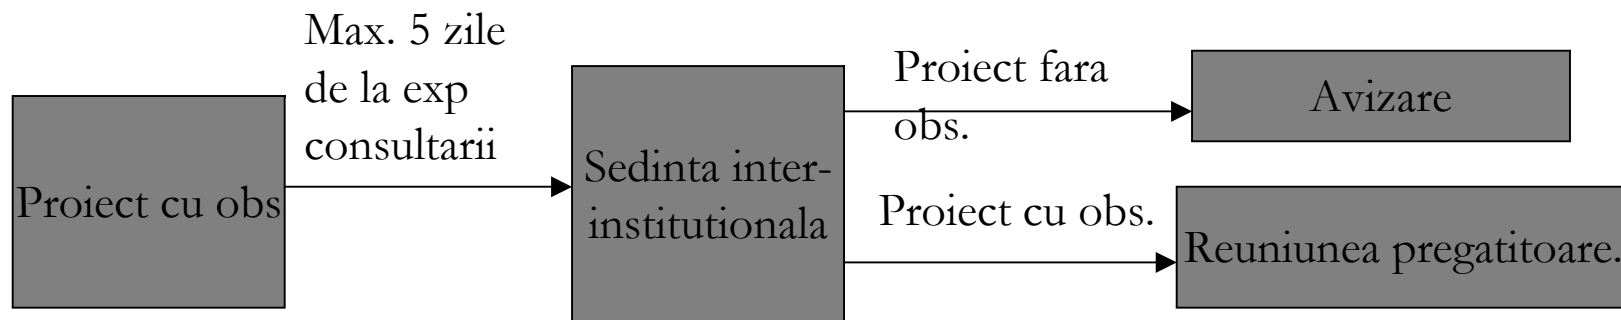 Proiect cu obs
Max. 5 zile
de la exp
consultarii
Sedinta inter-
institutionala
Proiect fara
obs.
Avizare
Proiect cu obs.
Reuniunea pregatitoare.